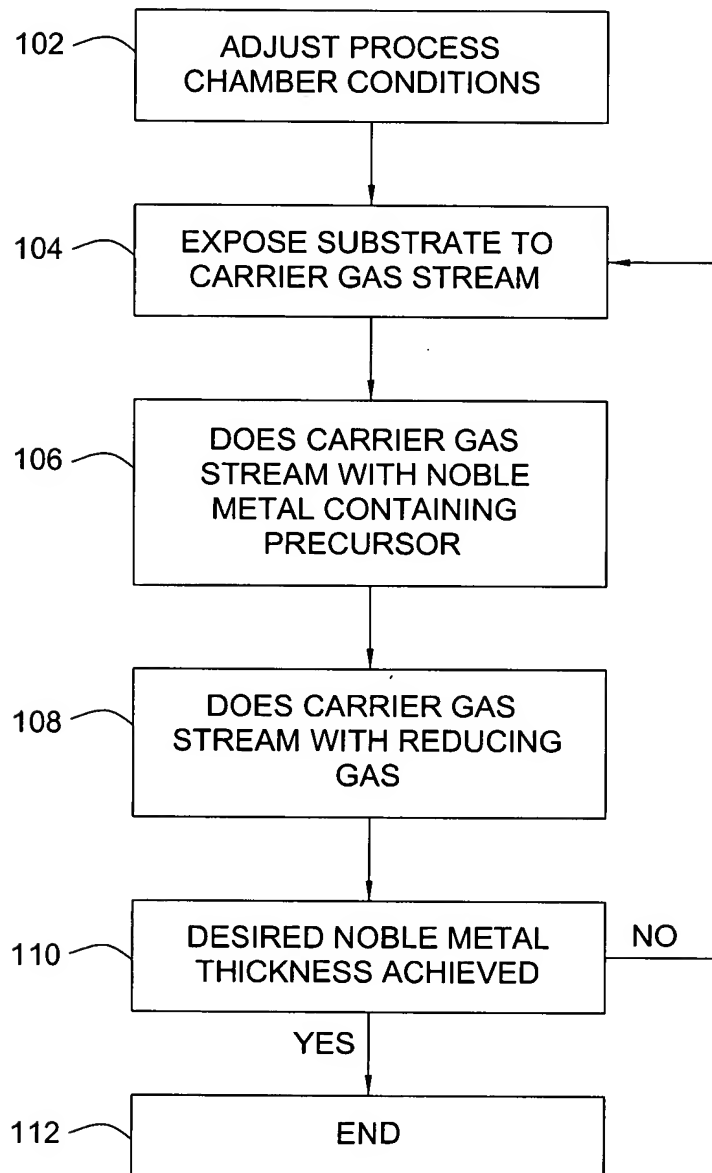 102
ADJUST PROCESS
CHAMBER CONDITIONS
104
EXPOSE SUBSTRATE TO
CARRIER GAS STREAM
106
DOES CARRIER GAS
STREAM WITH NOBLE
METAL CONTAINING
PRECURSOR
108
DOES CARRIER GAS
STREAM WITH REDUCING
GAS
110
DESIRED NOBLE METAL
THICKNESS ACHIEVED
NO
YES
112
END